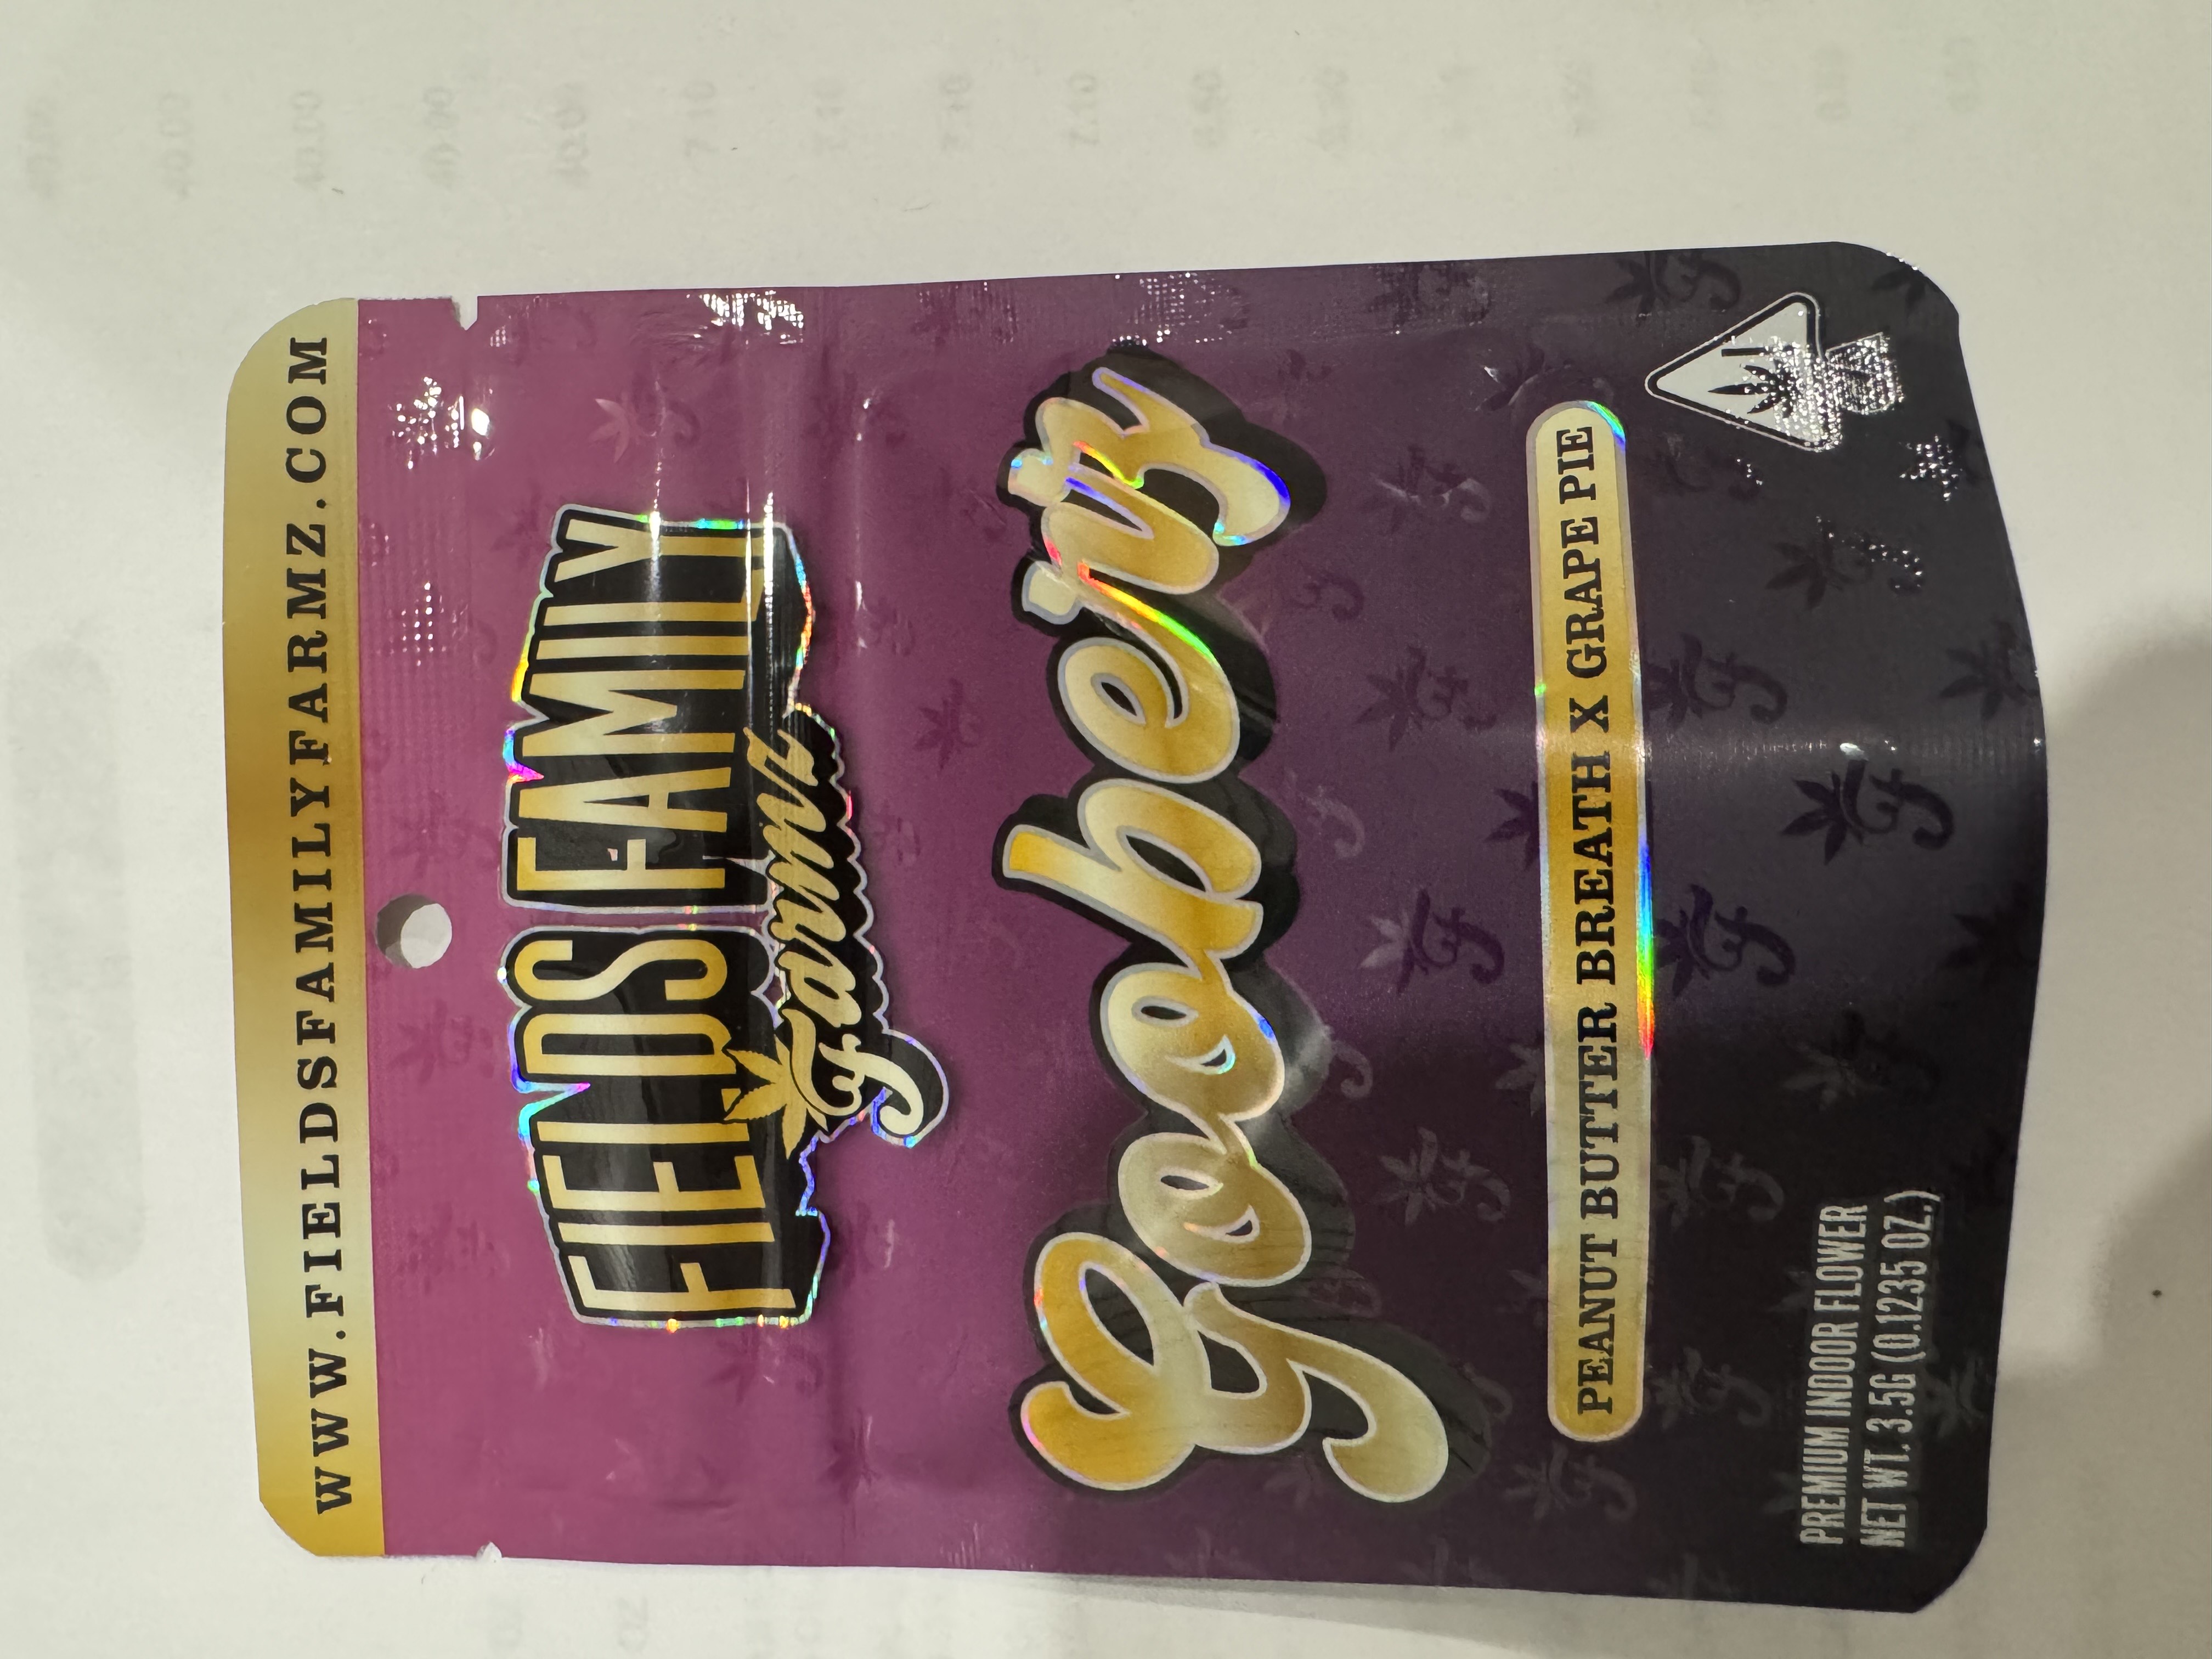 WWW.FIELDSFAMILYFARMZ.COM
FIELDS FAMILY
Farmz
Gooberz
PEANUT BUTTER BREATH X GRAPE PIE
PREMIUM INDOOR FLOWER
NET WT. 3.5G (0.1235 OZ.)
!